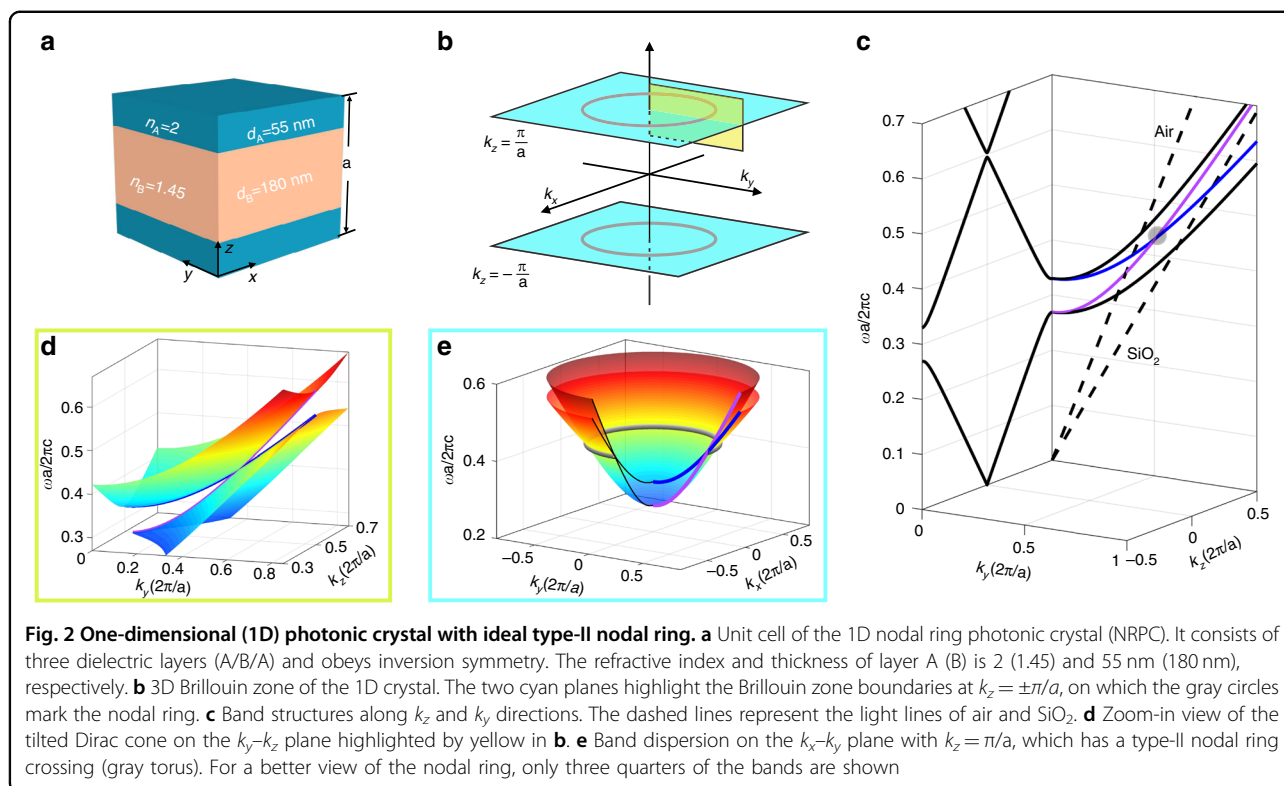 a
n_A=2
d_A=55 nm
a
n_B=1.45
d_B=180 nm
z
y
x
b
k_z = π/a
k_x
k_y
k_z = -π/a
c
0.7
0.6
0.5
0.4
0.3
0.2
0.1
0
ωa/2πc
Air
SiO₂
0
0.5
1
k_y(2π/a)
−0.5
0
0.5
k_z(2π/a)
d
0.6
0.5
0.4
0.3
ωa/2πc
0
0.2
0.4
0.6
0.8
k_y(2π/a)
0.3
0.5
0.7
k_z(2π/a)
e
0.6
0.4
0.2
ωa/2πc
−0.5
0
0.5
k_y(2π/a)
−0.5
0
0.5
k_x(2π/a)
Fig. 2 One-dimensional (1D) photonic crystal with ideal type-II nodal ring. a Unit cell of the 1D nodal ring photonic crystal (NRPC). It consists of
three dielectric layers (A/B/A) and obeys inversion symmetry. The refractive index and thickness of layer A (B) is 2 (1.45) and 55 nm (180 nm),
respectively. b 3D Brillouin zone of the 1D crystal. The two cyan planes highlight the Brillouin zone boundaries at k_z = ±π/a, on which the gray circles
mark the nodal ring. c Band structures along k_z and k_y directions. The dashed lines represent the light lines of air and SiO₂. d Zoom-in view of the
tilted Dirac cone on the k_y–k_z plane highlighted by yellow in b. e Band dispersion on the k_x–k_y plane with k_z = π/a, which has a type-II nodal ring
crossing (gray torus). For a better view of the nodal ring, only three quarters of the bands are shown